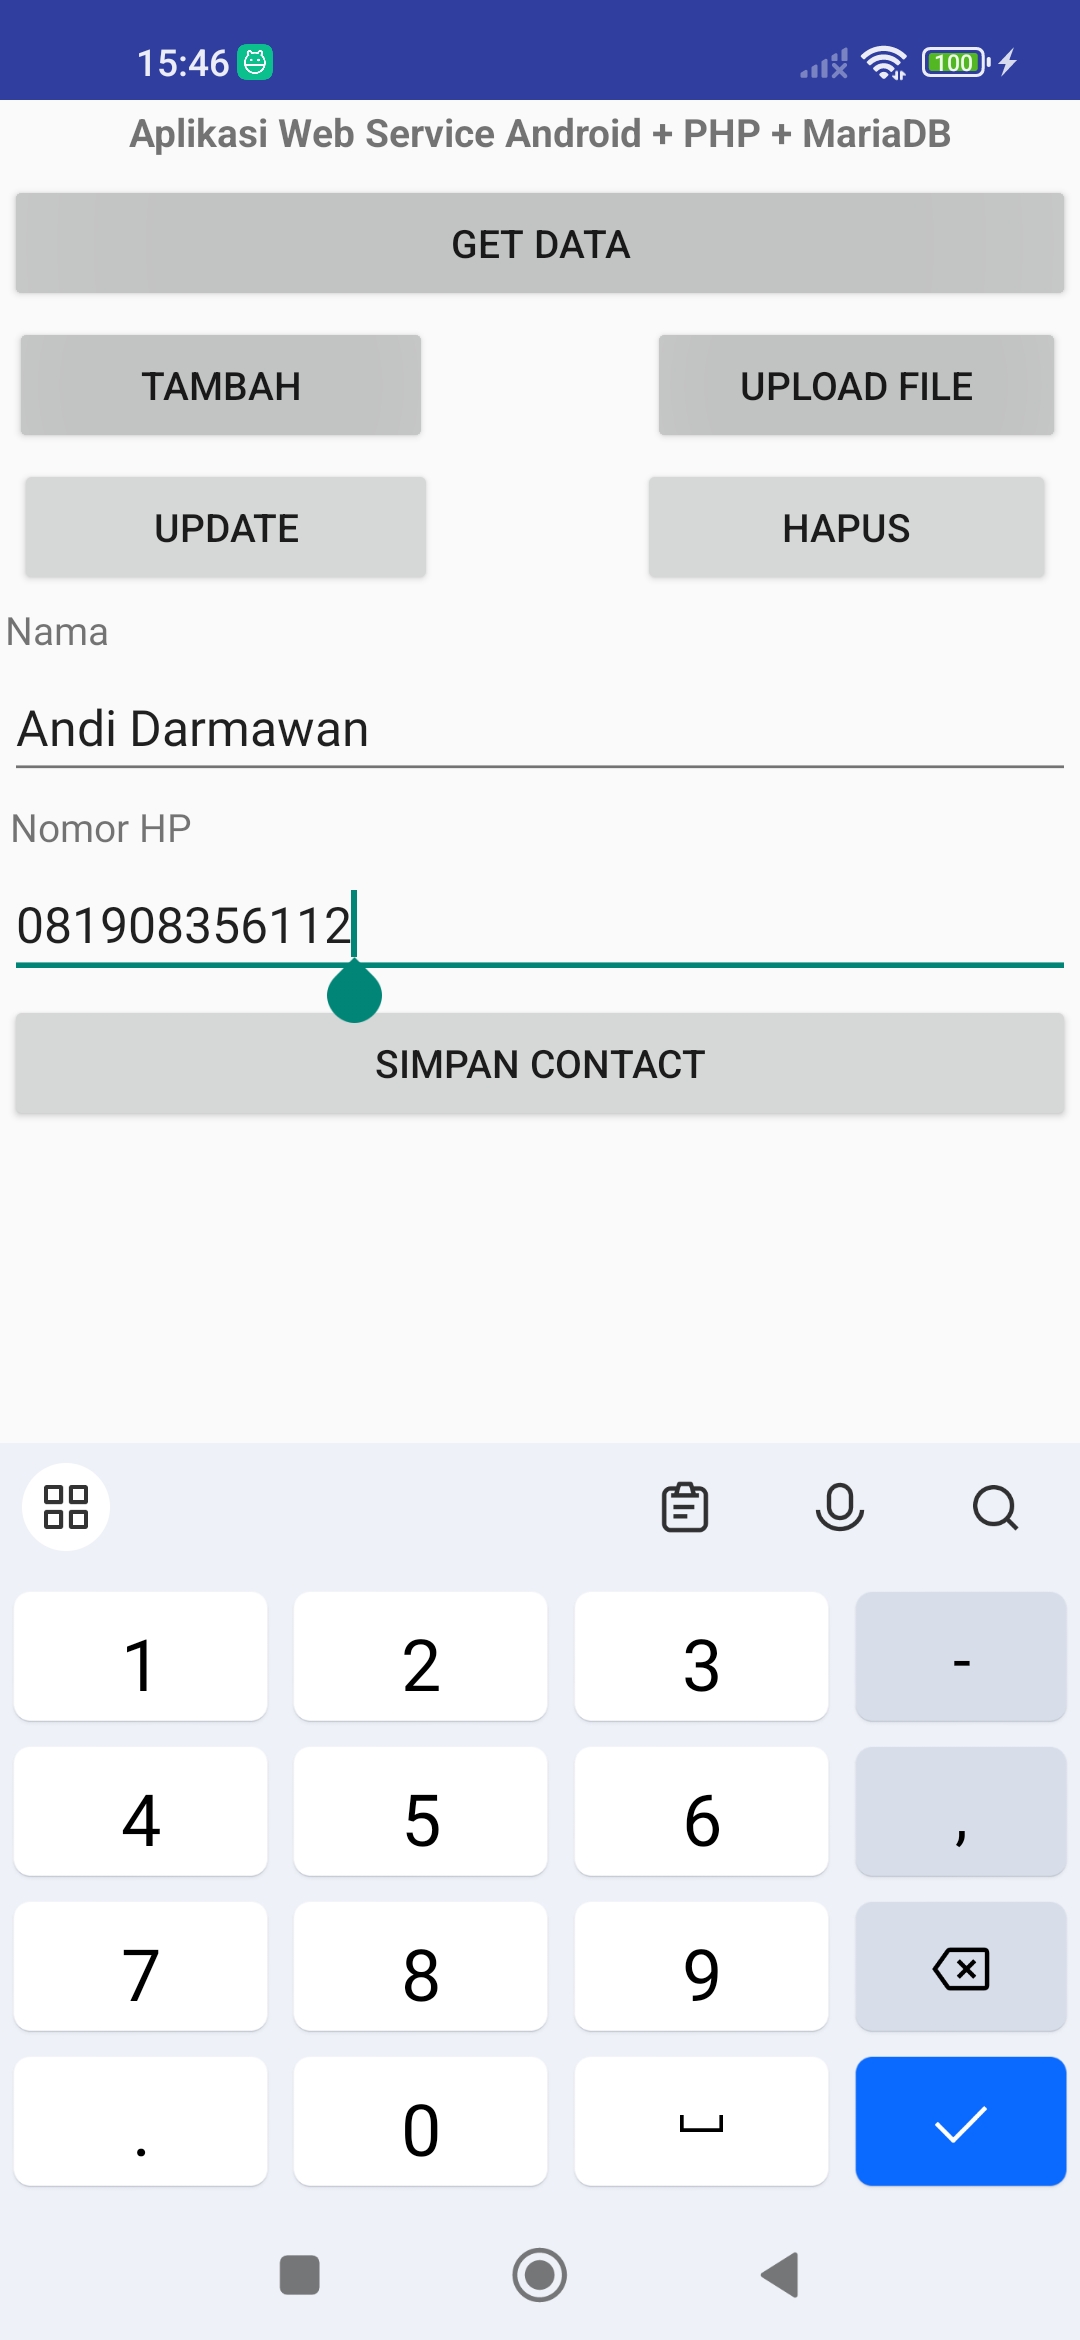 15:46 100
Aplikasi Web Service Android + PHP + MariaDB
GET DATA
TAMBAH UPLOAD FILE
UPDATE HAPUS
Nama
Andi Darmawan
Nomor HP
081908356112
SIMPAN CONTACT
1 2 3 -
4 5 6 ,
7 8 9
. 0